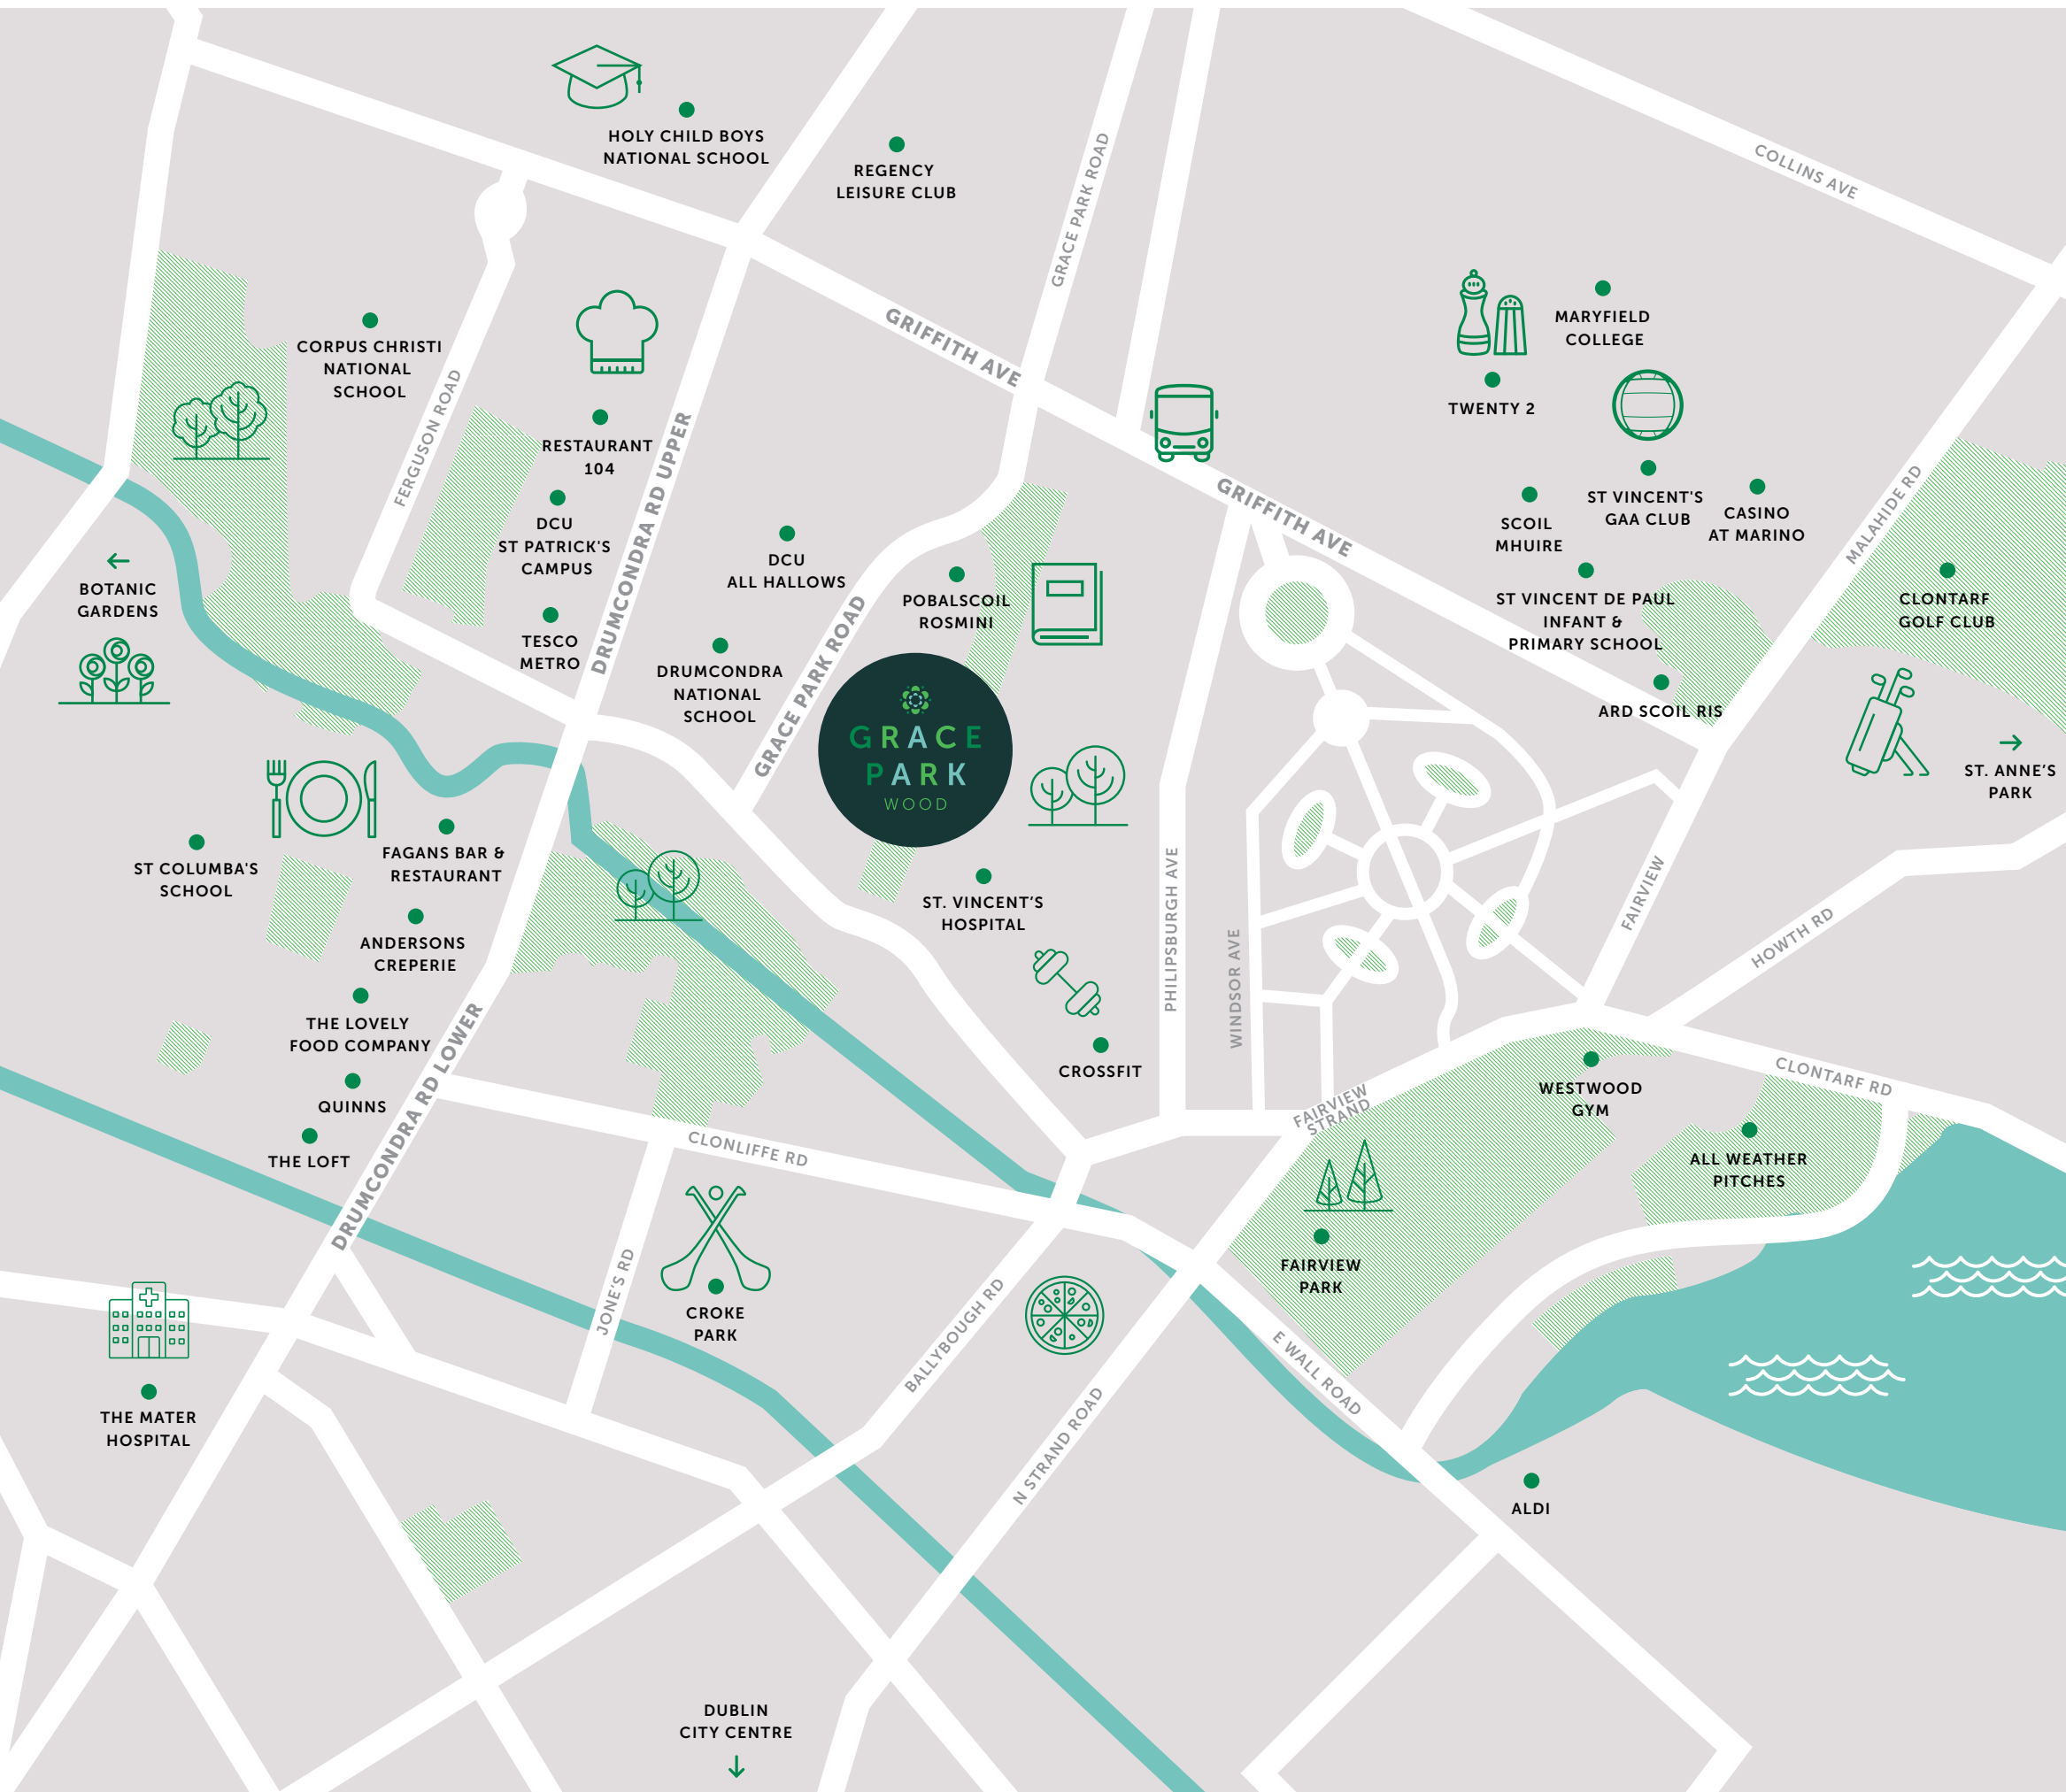 HOLY CHILD BOYS
NATIONAL SCHOOL
REGENCY
LEISURE CLUB
GRACE PARK ROAD
COLLINS AVE
CORPUS CHRISTI
NATIONAL
SCHOOL
FERGUSON ROAD
RESTAURANT
104
DCU
ST PATRICK'S
CAMPUS
TESCO
METRO
DRUMCONDRA RD UPPER
GRIFFITH AVE
GRIFFITH AVE
MARYFIELD
COLLEGE
TWENTY 2
ST VINCENT'S
GAA CLUB
CASINO
AT MARINO
SCOIL
MHUIRE
MALAHIDE RD
ST VINCENT DE PAUL
INFANT &
PRIMARY SCHOOL
ARD SCOIL RIS
CLONTARF
GOLF CLUB
ST. ANNE’S
PARK
BOTANIC
GARDENS
DCU
ALL HALLOWS
DRUMCONDRA
NATIONAL
SCHOOL
GRACE PARK ROAD
POBALSCOIL
ROSMINI
GRACE
PARK
WOOD
ST COLUMBA'S
SCHOOL
FAGANS BAR &
RESTAURANT
ANDERSONS
CREPERIE
THE LOVELY
FOOD COMPANY
QUINNS
THE LOFT
DRUMCONDRA RD LOWER
ST. VINCENT’S
HOSPITAL
CROSSFIT
PHILIPSBURGH AVE
WINDSOR AVE
FAIRVIEW
HOWTH RD
FAIRVIEW
STRAND
WESTWOOD
GYM
CLONTARF RD
ALL WEATHER
PITCHES
FAIRVIEW
PARK
CLONLIFFE RD
JONE'S RD
CROKE
PARK
BALLYBOUGH RD
N STRAND ROAD
E WALL ROAD
THE MATER
HOSPITAL
ALDI
DUBLIN
CITY CENTRE